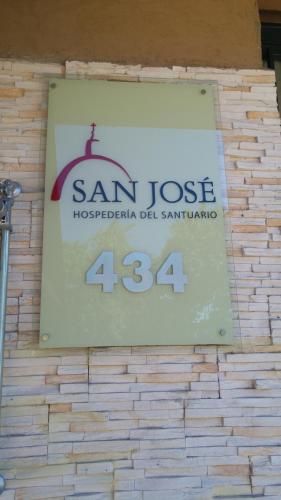 SAN JOSÉ
HOSPEDERÍA DEL SANTUARIO
434